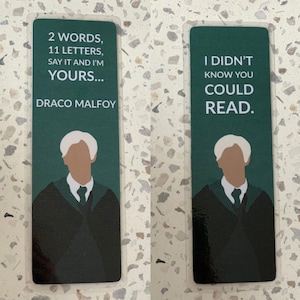 2 WORDS,
11 LETTERS,
SAY IT AND I'M
YOURS...
DRACO MALFOY
I DIDN'T
KNOW YOU
COULD
READ.